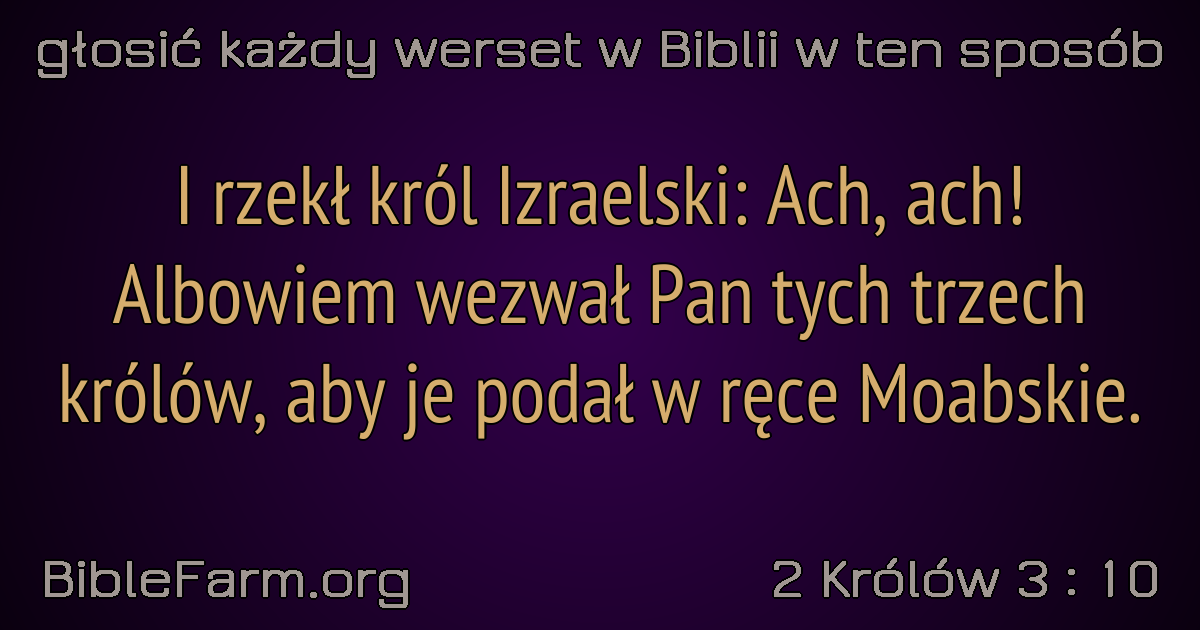 głosić każdy werset w Biblii w ten sposób
I rzekł król Izraelski: Ach, ach!
Albowiem wezwał Pan tych trzech
królów, aby je podał w ręce Moabskie.
BibleFarm.org
2 Królów 3 : 10